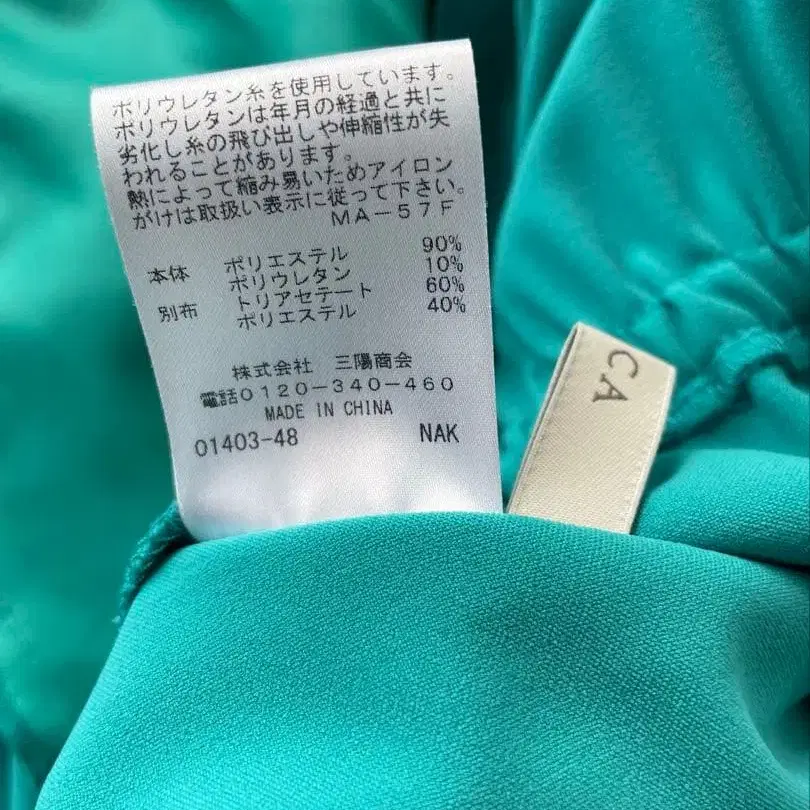 ポリウレタン糸を使用しています。
ポリウレタンは年月の経過と共に
劣化し糸の飛び出しや伸縮性が失
われることがあります。
熱によって縮み易いためアイロン
がけは取扱い表示に従って下さい。
MA-57F
本体 ポリエステル 90%
ポリウレタン 10%
別布 トリアセテート 60%
ポリエステル 40%
株式会社 三陽商会
電話0120-340-460
MADE IN CHINA
01403-48 NAK
CA